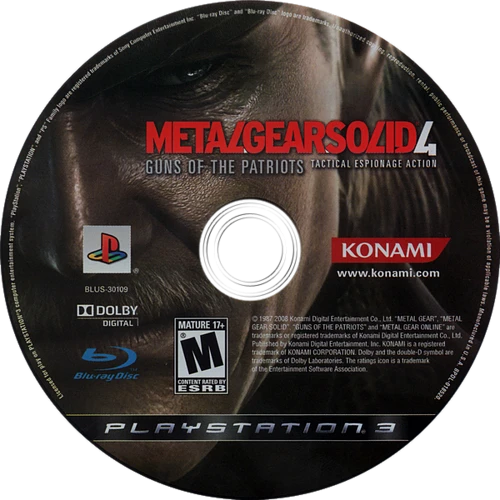 METAL GEAR SOLID 4
GUNS OF THE PATRIOTS TACTICAL ESPIONAGE ACTION
KONAMI
www.konami.com
BLUS-30109
DOLBY
DIGITAL
Blu-ray Disc
MATURE 17+
M
CONTENT RATED BY
ESRB
© 1987 2008 Konami Digital Entertainment Co., Ltd. "METAL GEAR", "METAL
GEAR SOLID", "GUNS OF THE PATRIOTS" and "METAL GEAR ONLINE" are
registered trademarks or trademarks of Konami Digital Entertainment Co., Ltd.
Published by Konami Digital Entertainment, Inc. KONAMI is a registered
trademark of KONAMI CORPORATION. Dolby and the double-D symbol are
trademarks of Dolby Laboratories. The ratings icon is a trademark of the
Entertainment Software Association.
PLAYSTATION 3